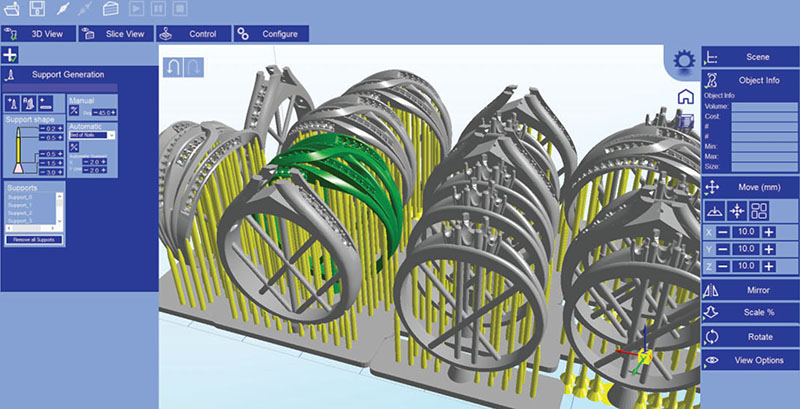 3D View
Slice View
Control
Configure
Support Generation
Manual
45.0
Support shape
0.2
0.5
Automatic
Bed of Nails
0.5
1.5
3.0
X
2.0
2.0
Supports
Support_0
Support_1
Support_2
Support_3
Remove all Supports
Scene
Object Info
Object Info
Volume:
Cost:
#
#
Min:
Max:
Size:
Move (mm)
X 10.0
Y 10.0
Z 10.0
Mirror
Scale %
Rotate
View Options